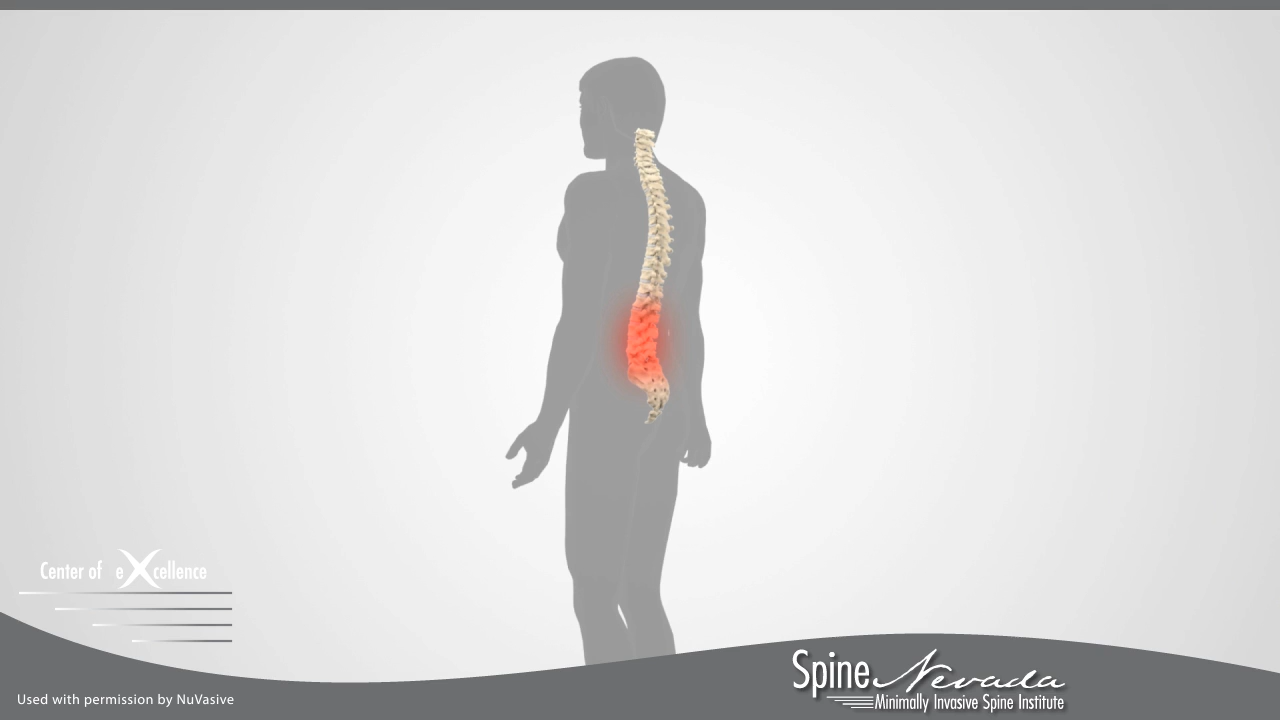 Center of eXcellence
Used with permission by NuVasive
Spine Nevada
Minimally Invasive Spine Institute